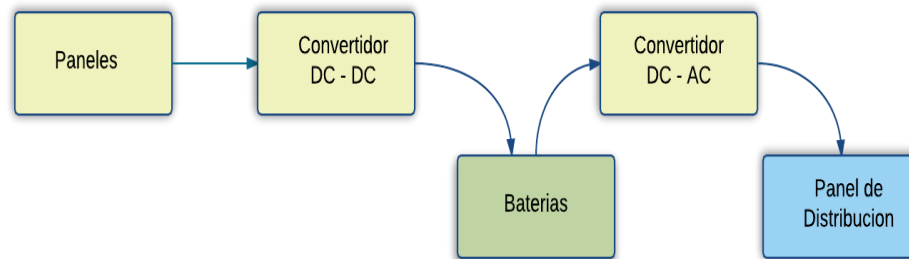 Paneles
Convertidor
DC - DC
Convertidor
DC - AC
Baterias
Panel de
Distribucion